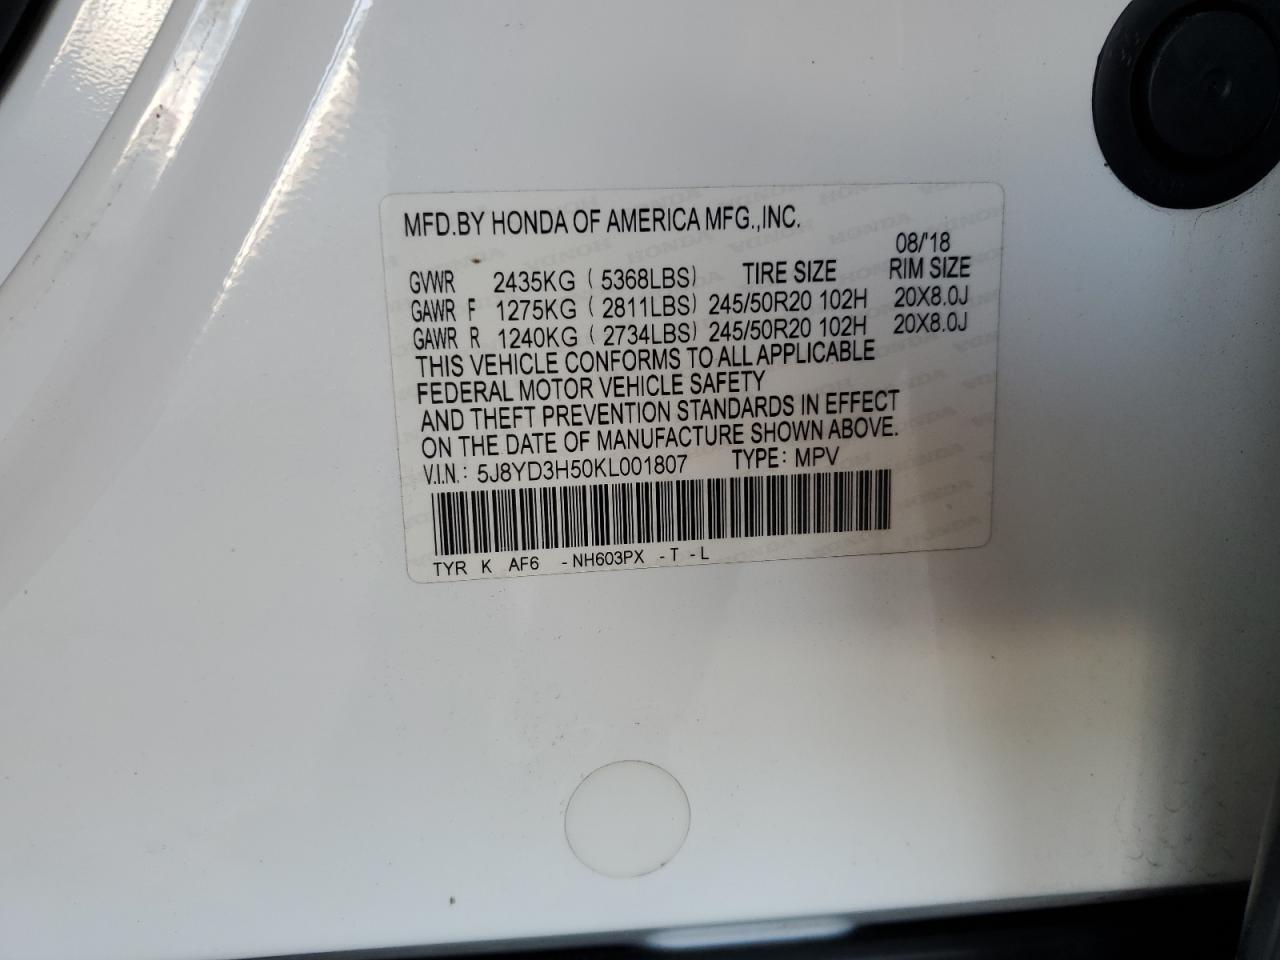 MFD.BY HONDA OF AMERICA MFG.,INC.
08/'18
GVWR 2435KG ( 5368LBS) TIRE SIZE RIM SIZE
GAWR F 1275KG ( 2811LBS) 245/50R20 102H 20X8.0J
GAWR R 1240KG ( 2734LBS) 245/50R20 102H 20X8.0J
THIS VEHICLE CONFORMS TO ALL APPLICABLE
FEDERAL MOTOR VEHICLE SAFETY
AND THEFT PREVENTION STANDARDS IN EFFECT
ON THE DATE OF MANUFACTURE SHOWN ABOVE.
V.I.N.: 5J8YD3H50KL001807 TYPE: MPV
TYR K AF6 -NH603PX -T -L